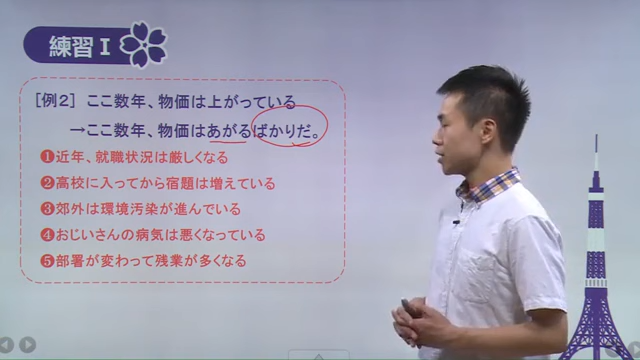 練習Ⅰ
［例２］ ここ数年、物価は上がっている
→ここ数年、物価はあがるばかりだ。
❶近年、就職状況は厳しくなる
❷高校に入ってから宿題は増えている
❸郊外は環境汚染が進んでいる
❹おじいさんの病気は悪くなっている
❺部署が変わって残業が多くなる